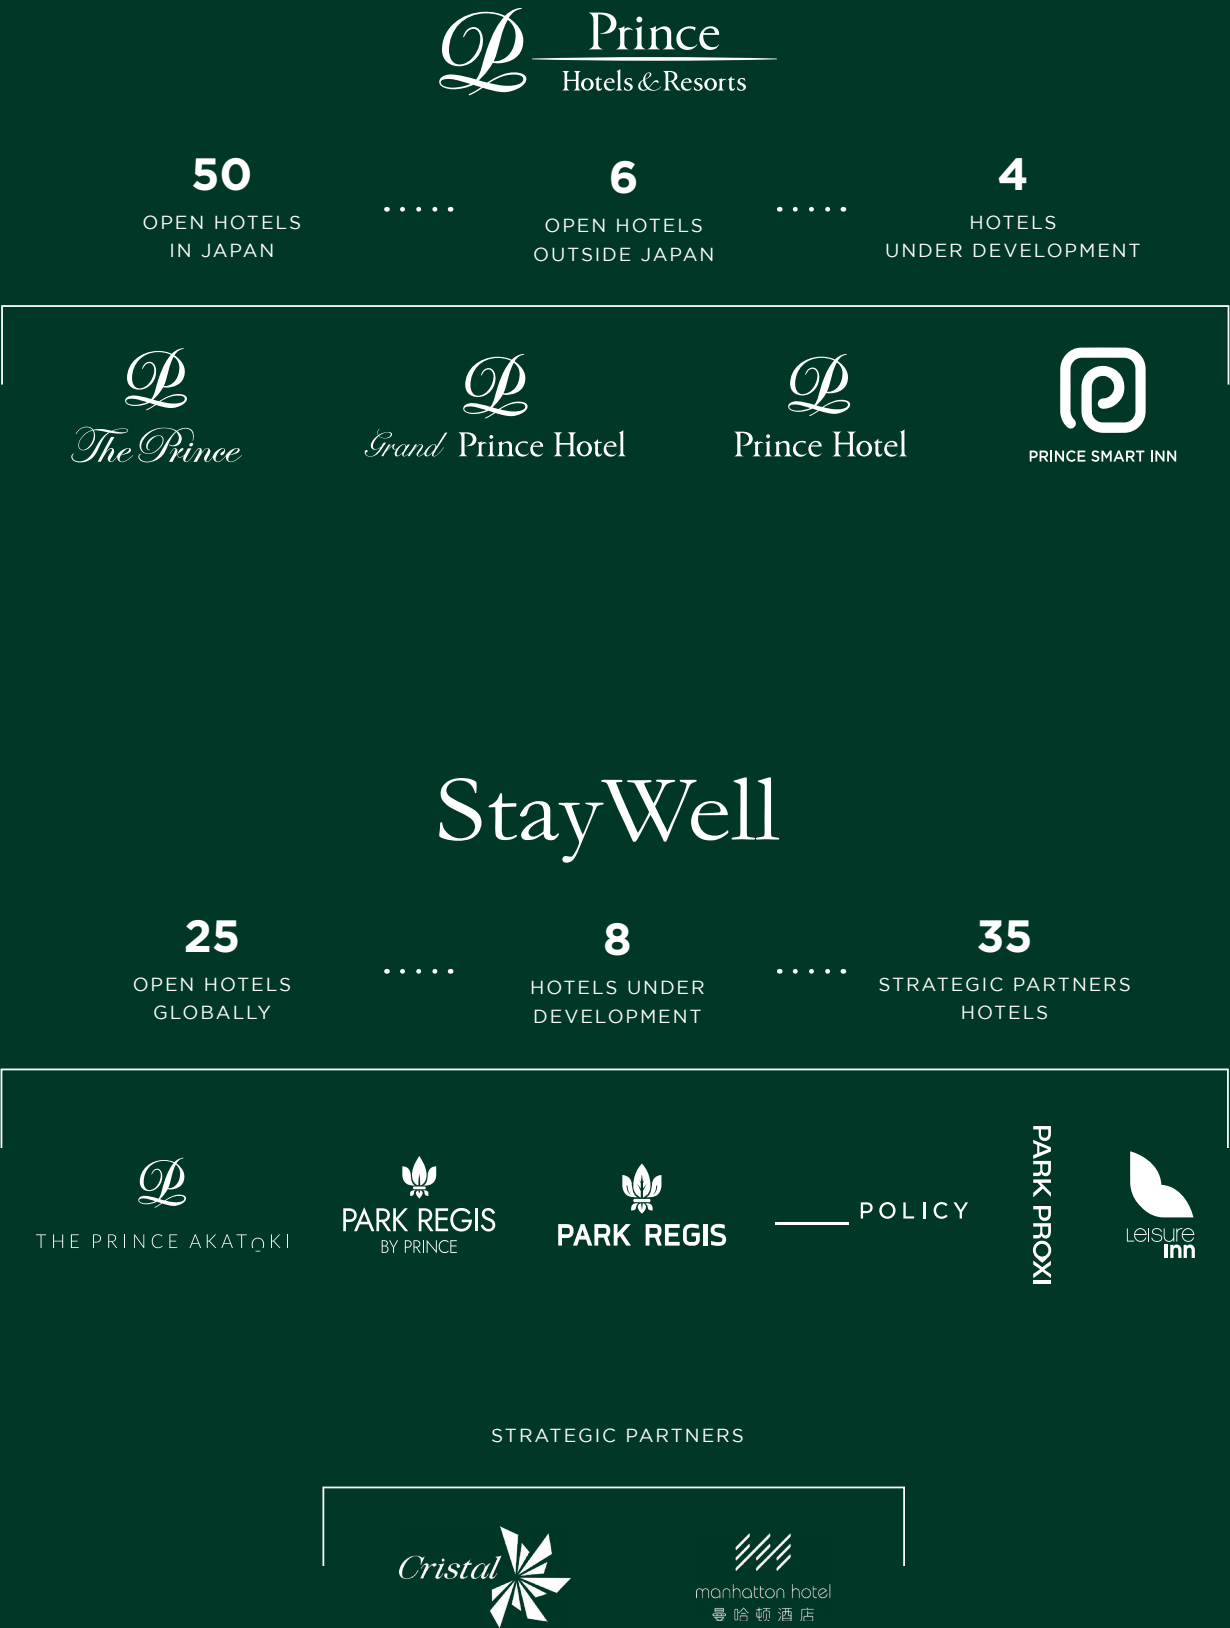 Prince
Hotels & Resorts
50
OPEN HOTELS
IN JAPAN
6
OPEN HOTELS
OUTSIDE JAPAN
4
HOTELS
UNDER DEVELOPMENT
The Prince
Grand Prince Hotel
Prince Hotel
PRINCE SMART INN
StayWell
25
OPEN HOTELS
GLOBALLY
8
HOTELS UNDER
DEVELOPMENT
35
STRATEGIC PARTNERS
HOTELS
THE PRINCE AKATOKI
PARK REGIS
BY PRINCE
PARK REGIS
POLICY
PARK PROXI
Leisure
Inn
STRATEGIC PARTNERS
Cristal
manhatton hotel
曼哈顿酒店